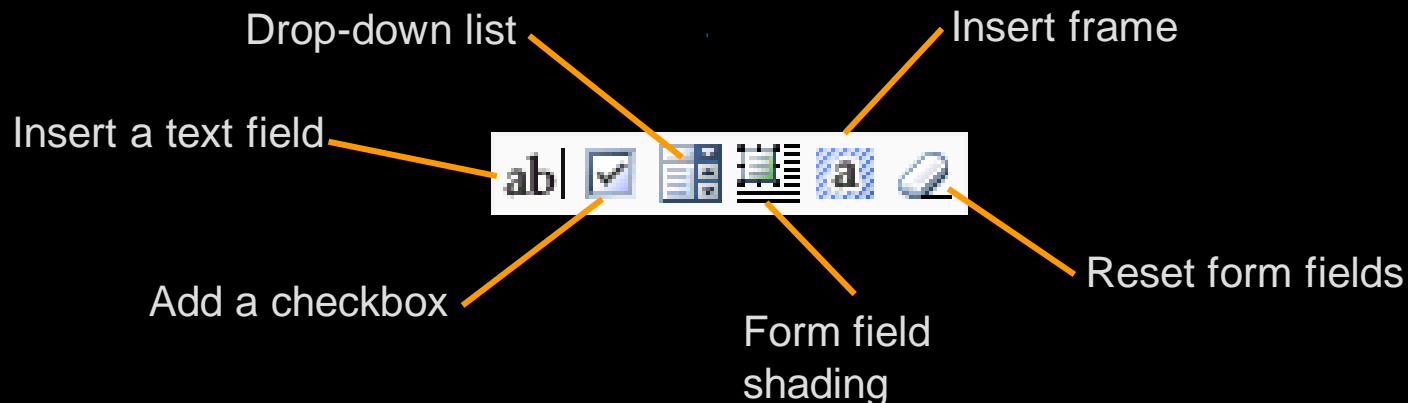 Drop-down list
Insert frame
Insert a text field
ab
a
Reset form fields
Add a checkbox
Form field
shading